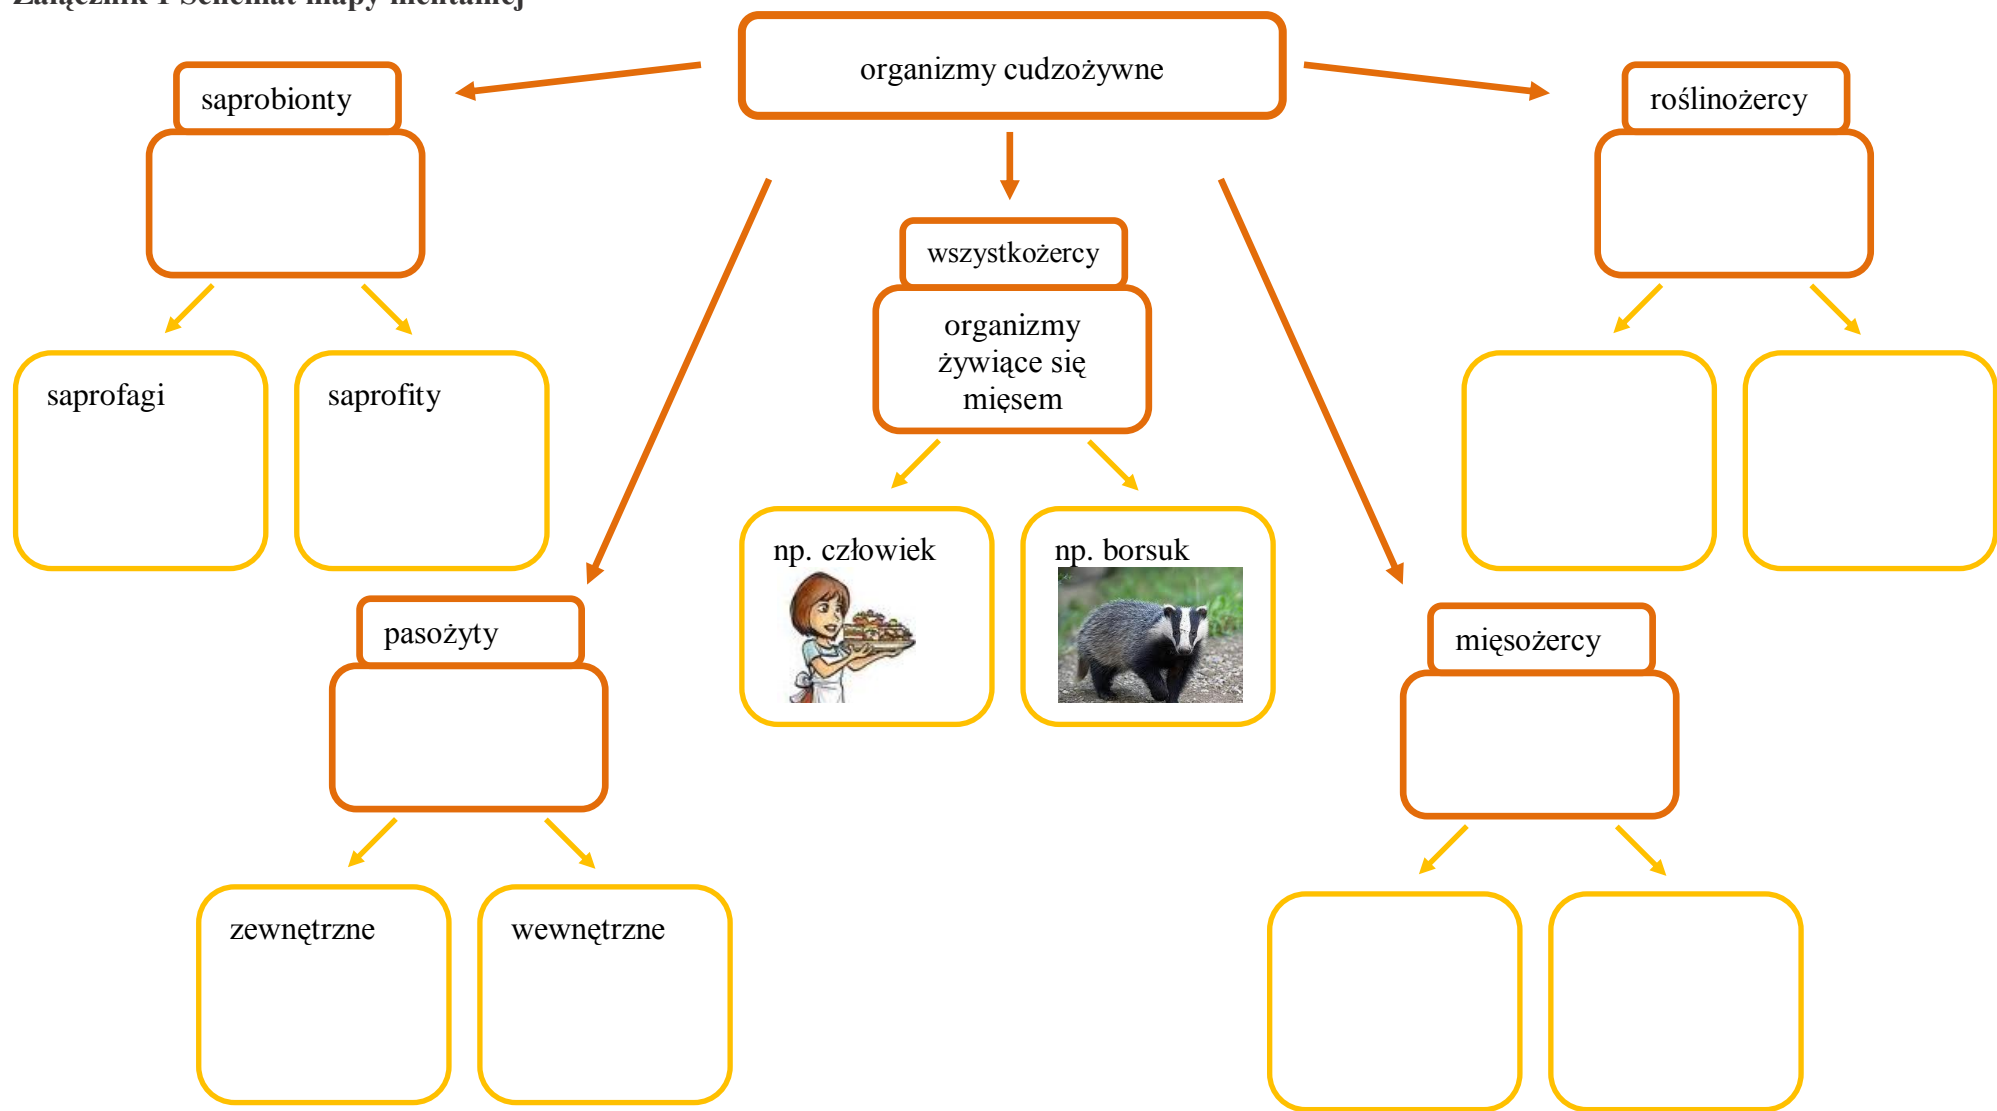 organizmy cudzożywne
saprobionty
roślinożercy
wszystkożercy
organizmy
żywiące się
mięsem
saprofagi
saprofity
np. człowiek
np. borsuk
pasożyty
mięsożercy
zewnętrzne
wewnętrzne